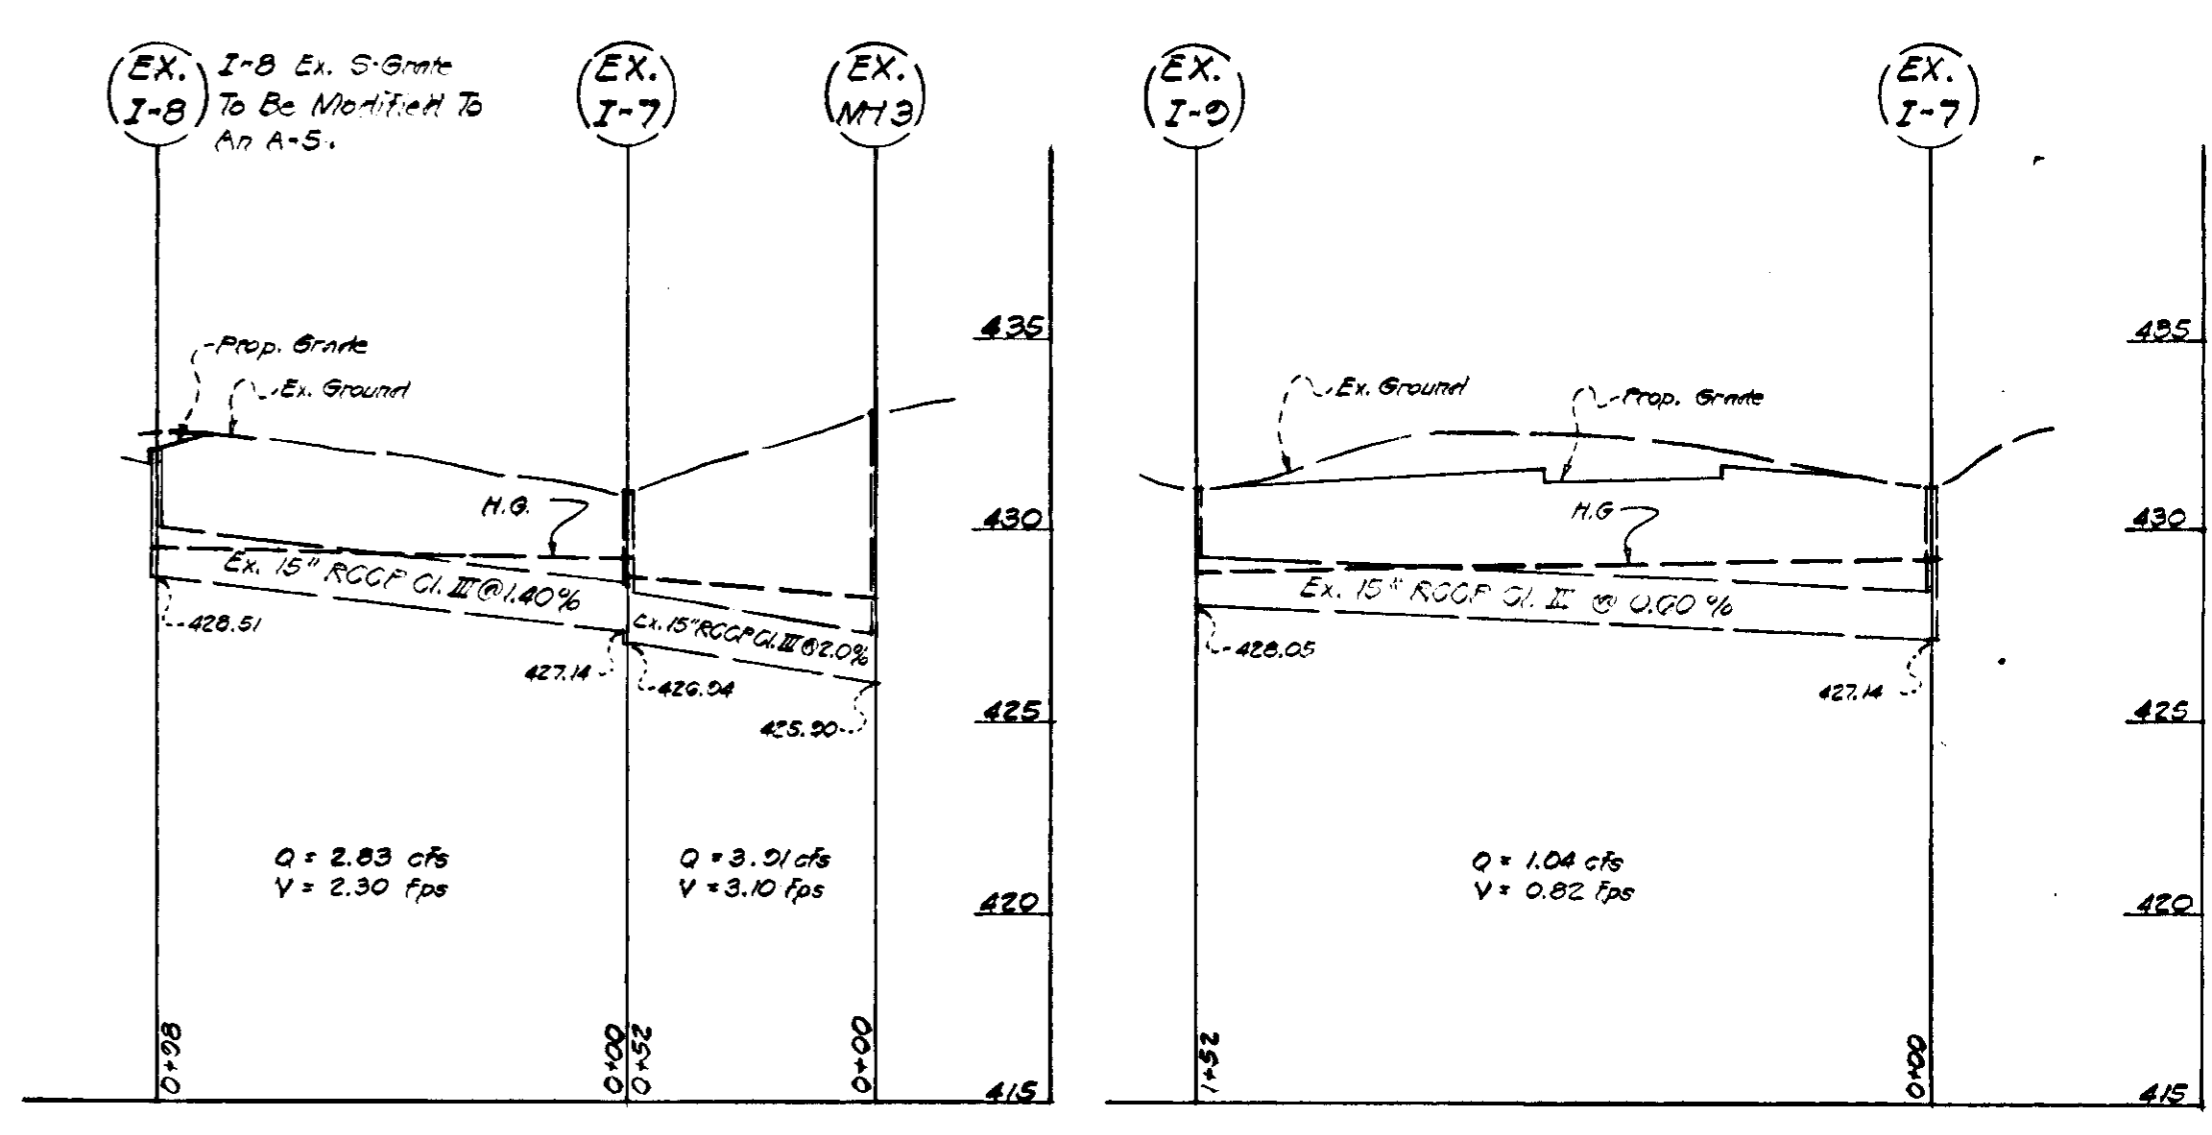 EX.
I-8
I-8 Ex. S-Grate
To Be Modified To
An A-5.
EX.
I-7
EX.
MH3
Prop. Grade
Ex. Ground
H.G.
Ex. 15" RCCP Cl. III @ 1.40%
Ex. 15" RCCP Cl. III @ 2.0%
428.51
427.14
426.94
425.90
435
430
425
420
415
Q = 2.83 cfs
V = 2.30 fps
Q = 3.91 cfs
V = 3.10 fps
0+98
0+00
0+52
0+00
EX.
I-9
EX.
I-7
Ex. Ground
Prop. Grade
H.G
Ex. 15" RCCP Cl. III @ 0.60 %
428.05
427.14
435
430
425
420
415
Q = 1.04 cfs
V = 0.82 fps
1+52
0+00